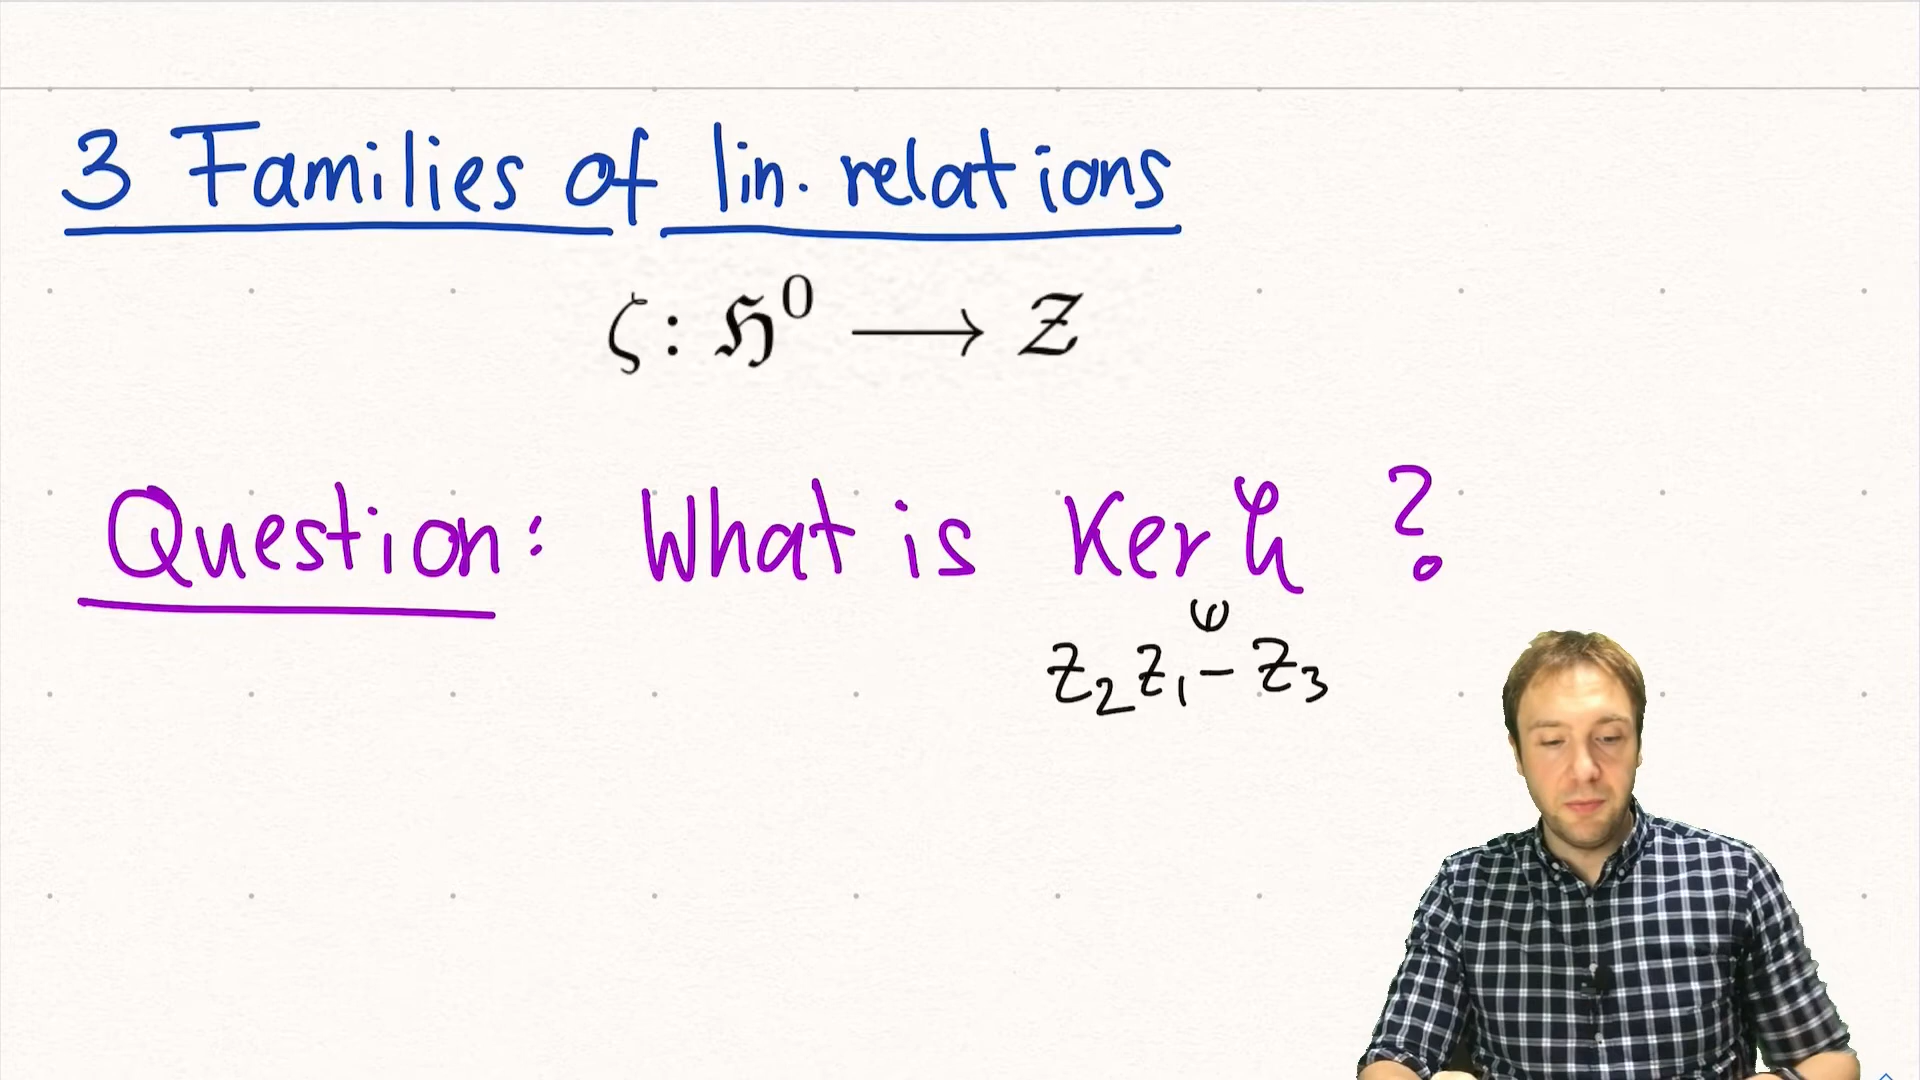 3 Families of lin. relations
ζ : ℌ⁰ ⟶ 𝒵
Question: What is Ker ζ ?
∪
z₂z₁ − z₃